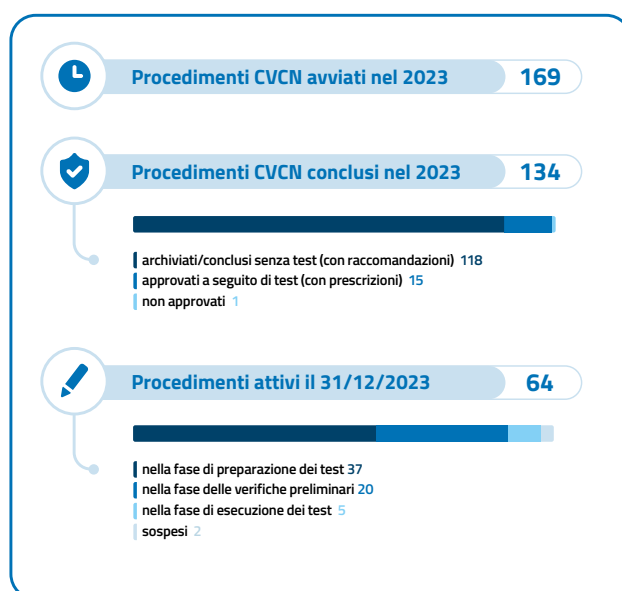 Procedimenti CVCN avviati nel 2023 169
Procedimenti CVCN conclusi nel 2023 134
archiviati/conclusi senza test (con raccomandazioni) 118
approvati a seguito di test (con prescrizioni) 15
non approvati 1
Procedimenti attivi il 31/12/2023 64
nella fase di preparazione dei test 37
nella fase delle verifiche preliminari 20
nella fase di esecuzione dei test 5
sospesi 2